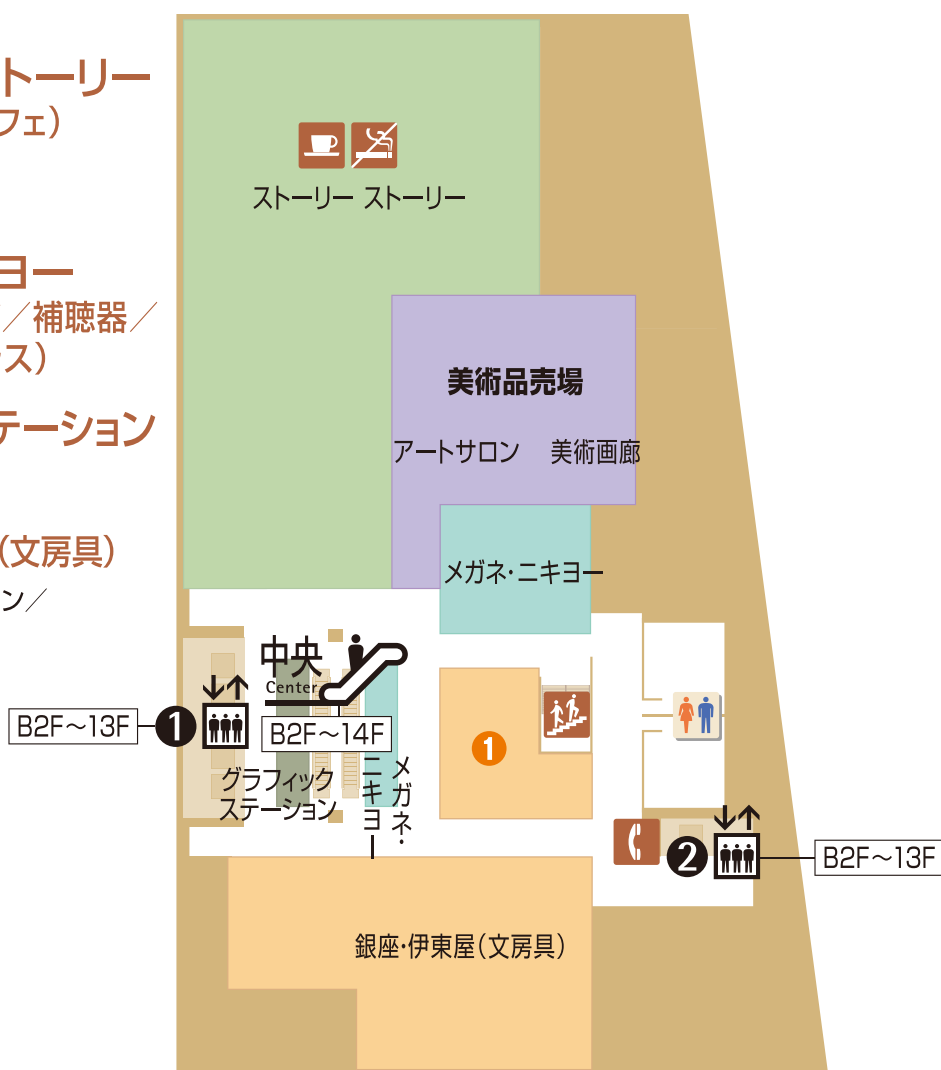 トーリー
フェ）
ヨー
／補聴器／
ス）
テーション
（文房具）
ン／
ストーリー ストーリー
美術品売場
アートサロン 美術画廊
メガネ・ニキヨー
中央
Center
B2F～13F
1
B2F～14F
1
グラフィック
ステーション
メガネ・
ニキヨー
2
B2F～13F
銀座・伊東屋（文房具）